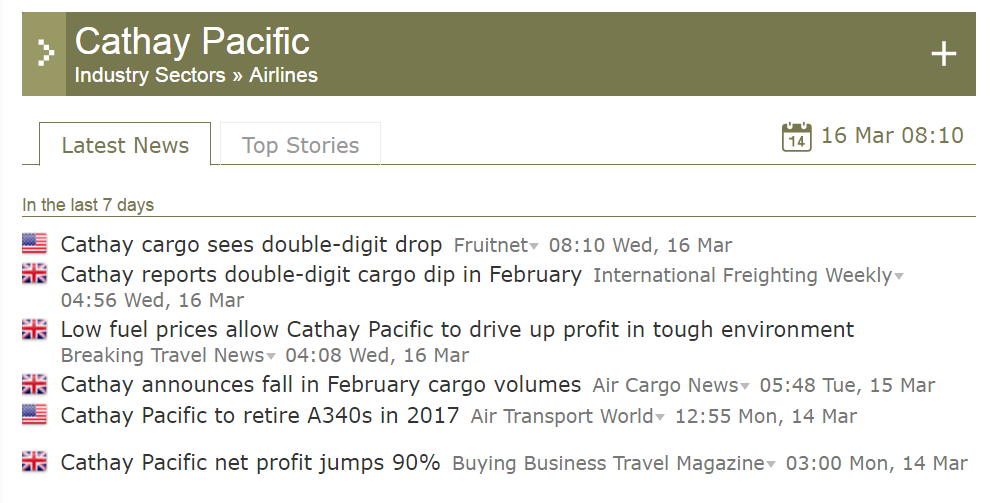 Cathay Pacific
Industry Sectors » Airlines
Latest News
Top Stories
14
16 Mar 08:10
In the last 7 days
Cathay cargo sees double-digit drop Fruitnet 08:10 Wed, 16 Mar
Cathay reports double-digit cargo dip in February International Freighting Weekly
04:56 Wed, 16 Mar
Low fuel prices allow Cathay Pacific to drive up profit in tough environment
Breaking Travel News 04:08 Wed, 16 Mar
Cathay announces fall in February cargo volumes Air Cargo News 05:48 Tue, 15 Mar
Cathay Pacific to retire A340s in 2017 Air Transport World 12:55 Mon, 14 Mar
Cathay Pacific net profit jumps 90% Buying Business Travel Magazine 03:00 Mon, 14 Mar